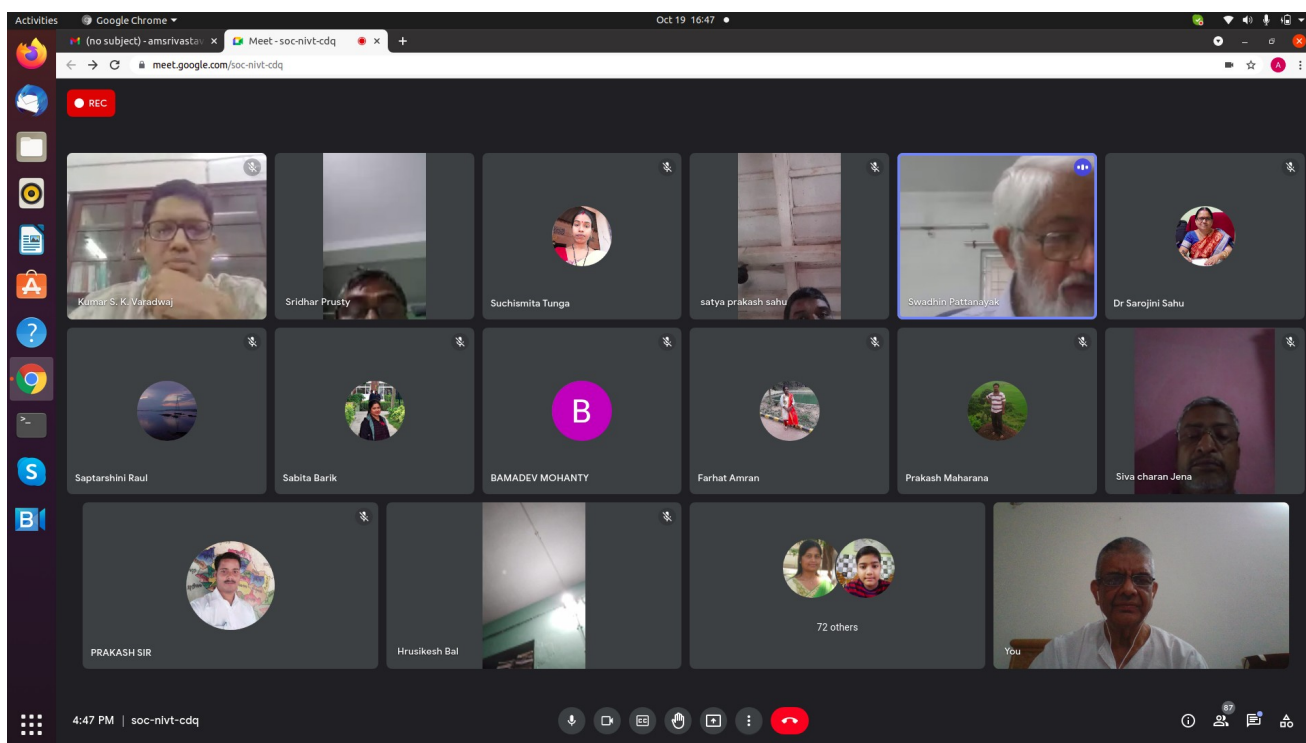 Activities Google Chrome Oct 19 16:47
(no subject) - amsrivastav Meet - soc-nivt-cdq
meet.google.com/soc-nivt-cdq A
REC
Kumar S. K. Varadwaj Sridhar Prusty Suchismita Tunga satya prakash sahu Swadhin Pattanayak Dr Sarojini Sahu
B
Saptarshini Raul Sabita Barik BAMADEV MOHANTY Farhat Amran Prakash Maharana Siva charan Jena
72 others
PRAKASH SIR Hrusikesh Bal You
4:47 PM | soc-nivt-cdq 87